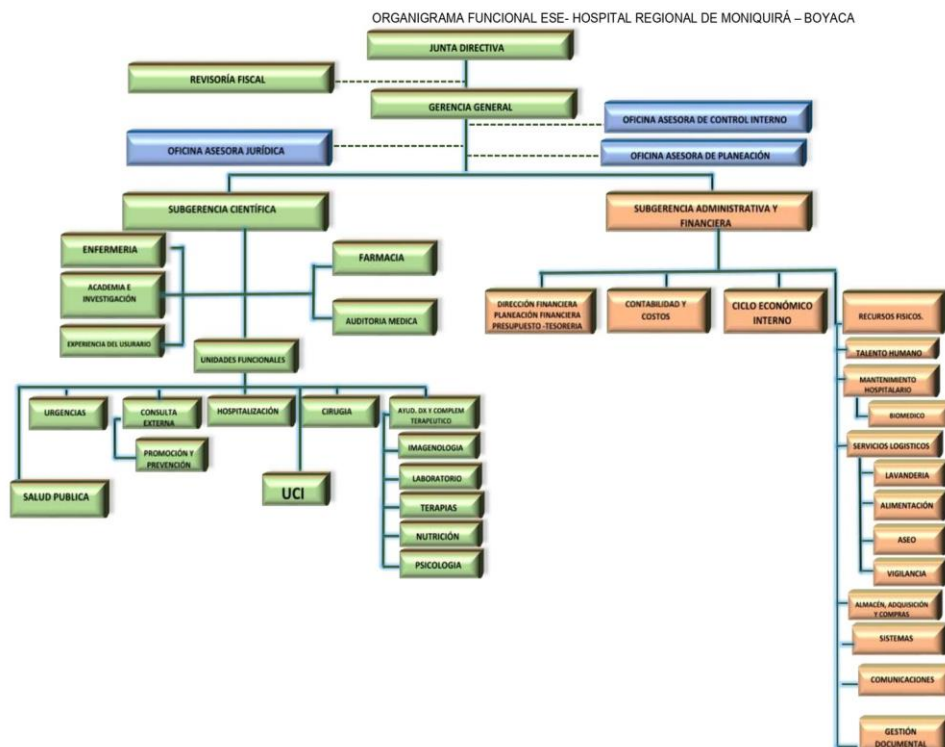 ORGANIGRAMA FUNCIONAL ESE- HOSPITAL REGIONAL DE MONIQUIRÁ – BOYACA
JUNTA DIRECTIVA
REVISORÍA FISCAL
GERENCIA GENERAL
OFICINA ASESORA DE CONTROL INTERNO
OFICINA ASESORA JURÍDICA
OFICINA ASESORA DE PLANEACIÓN
SUBGERENCIA CIENTÍFICA
SUBGERENCIA ADMINISTRATIVA Y
FINANCIERA
ENFERMERIA
FARMACIA
ACADEMIA E
INVESTIGACIÓN
AUDITORIA MEDICA
EXPERIENCIA DEL USURARIO
UNIDADES FUNCIONALES
DIRECCIÓN FINANCIERA
PLANEACIÓN FINANCIERA
PRESUPUESTO -TESORERIA
CONTABILIDAD Y
COSTOS
CICLO ECONÓMICO
INTERNO
RECURSOS FISICOS.
TALENTO HUMANO
MANTENIMIENTO
HOSPITALARIO
BIOMEDICO
SERVICIOS LOGISTICOS
LAVANDERIA
ALIMENTACIÓN
ASEO
VIGILANCIA
ALMACÉN, ADQUISICIÓN
Y COMPRAS
SISTEMAS
COMUNICACIONES
GESTIÓN
DOCUMENTAL
URGENCIAS
CONSULTA
EXTERNA
HOSPITALIZACIÓN
CIRUGIA
AYUD. DX Y COMPLEM
TERAPEUTICO
PROMOCIÓN Y
PREVENCIÓN
IMAGENOLOGIA
LABORATORIO
TERAPIAS
NUTRICIÓN
PSICOLOGIA
SALUD PUBLICA
UCI